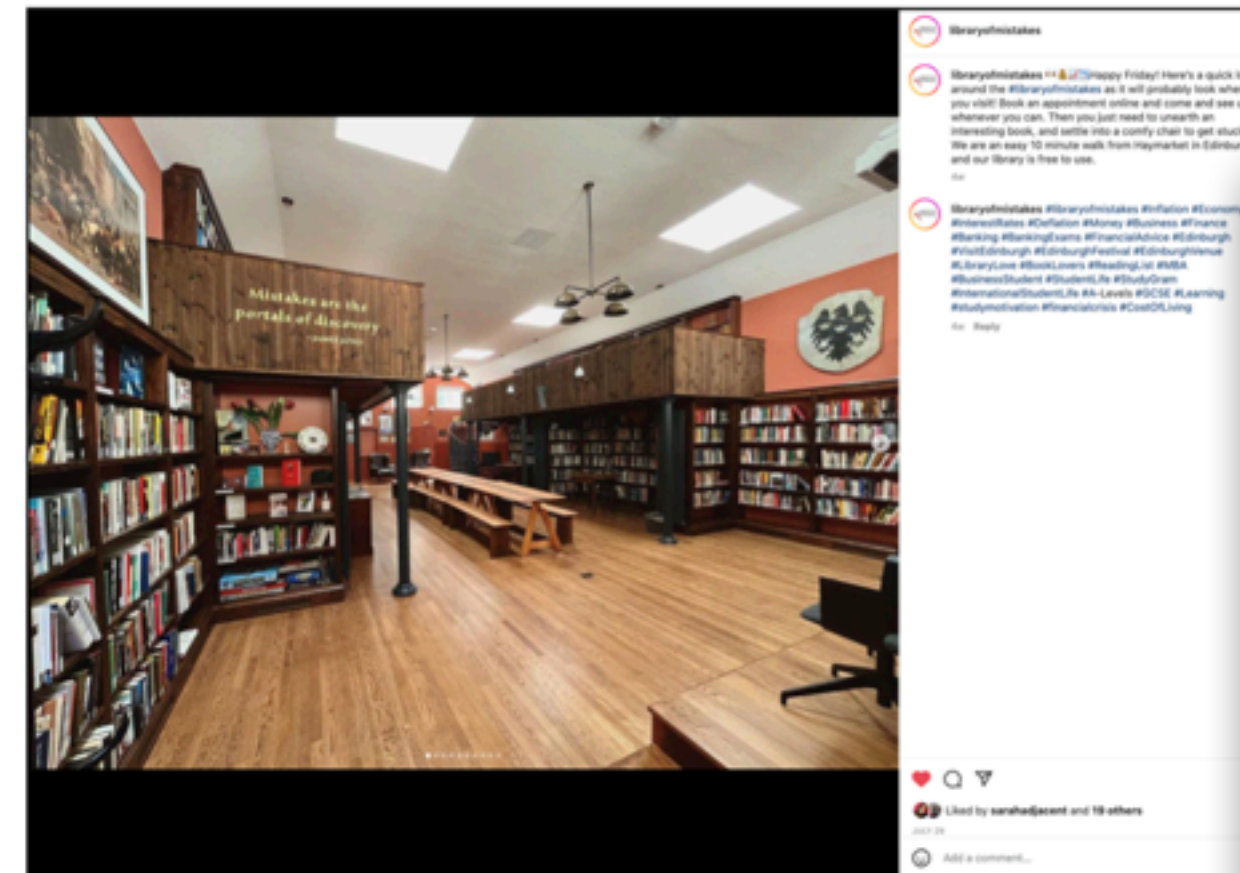 libraryofmistakes
libraryofmistakes Happy Friday! Here's a quick
around the #libraryofmistakes as it will probably look
you visit! Book an appointment online and come and see
whenever you can. Then you just need to unearth an
interesting book, and settle into a comfy chair to get
We are an easy 10 minute walk from Haymarket in
and our library is free to use.
4w
libraryofmistakes #libraryofmistakes #Inflation #Economy
#InterestRates #Deflation #Money #Business #Finance
#Banking #BankingExams #FinancialAdvice #Edinburgh
#VisitEdinburgh #EdinburghFestival #EdinburghVenue
#LibraryLove #BookLovers #ReadingList #MBA
#BusinessStudent #StudentLife #StudyGram
#InternationalStudentLife #A-Levels #GCSE #Learning
#studymotivation #financialcrisis #CostOfLiving
4w Reply
Mistakes are the
portals of discovery
Liked by sarahadjacent and 19 others
JULY 28
Add a comment...